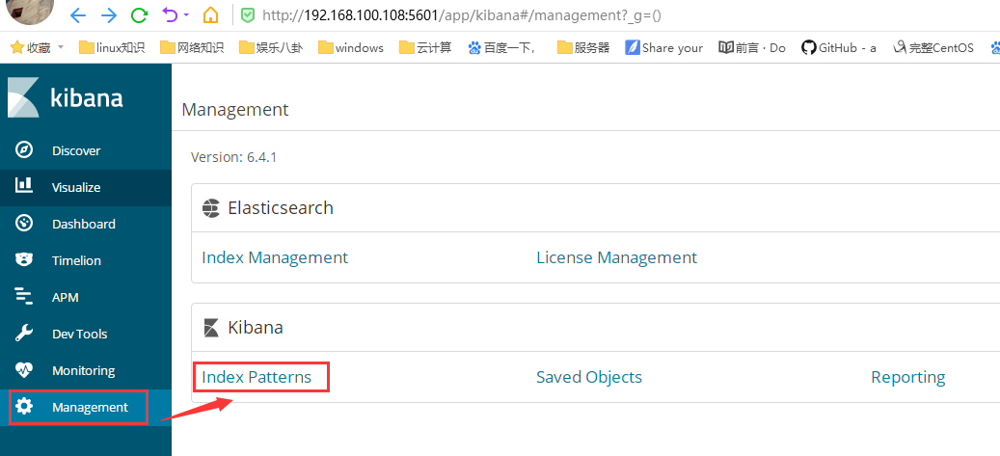 http://192.168.100.108:5601/app/kibana#/management?_g=()
收藏 linux知识 网络知识 娱乐八卦 windows 云计算 百度一下, 服务器 Share your 前言 · Do GitHub - a 完整CentOS
kibana
Discover
Visualize
Dashboard
Timelion
APM
Dev Tools
Monitoring
Management
Management
Version: 6.4.1
Elasticsearch
Index Management License Management
Kibana
Index Patterns Saved Objects Reporting